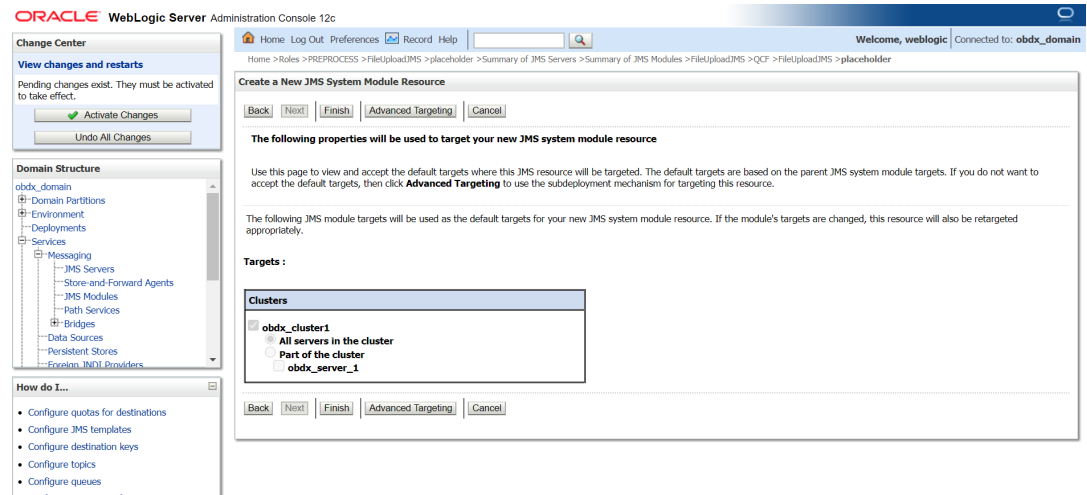 ORACLE WebLogic Server Administration Console 12c
Change Center
View changes and restarts
Pending changes exist. They must be activated
to take effect.
Activate Changes
Undo All Changes
Domain Structure
obdx_domain
Domain Partitions
Environment
Deployments
Services
Messaging
JMS Servers
Store-and-Forward Agents
JMS Modules
Path Services
Bridges
Data Sources
Persistent Stores
Foreign JNDI Providers
How do I...
Configure quotas for destinations
Configure JMS templates
Configure destination keys
Configure topics
Configure queues
Home Log Out Preferences Record Help
Welcome, weblogic Connected to: obdx_domain
Home >Roles >PREPROCESS >FileUploadJMS >placeholder >Summary of JMS Servers >Summary of JMS Modules >FileUploadJMS >QCF >FileUploadJMS >placeholder
Create a New JMS System Module Resource
Back Next Finish Advanced Targeting Cancel
The following properties will be used to target your new JMS system module resource
Use this page to view and accept the default targets where this JMS resource will be targeted. The default targets are based on the parent JMS system module targets. If you do not want to
accept the default targets, then click Advanced Targeting to use the subdeployment mechanism for targeting this resource.
The following JMS module targets will be used as the default targets for your new JMS system module resource. If the module's targets are changed, this resource will also be retargeted
appropriately.
Targets :
Clusters
obdx_cluster1
All servers in the cluster
Part of the cluster
obdx_server_1
Back Next Finish Advanced Targeting Cancel